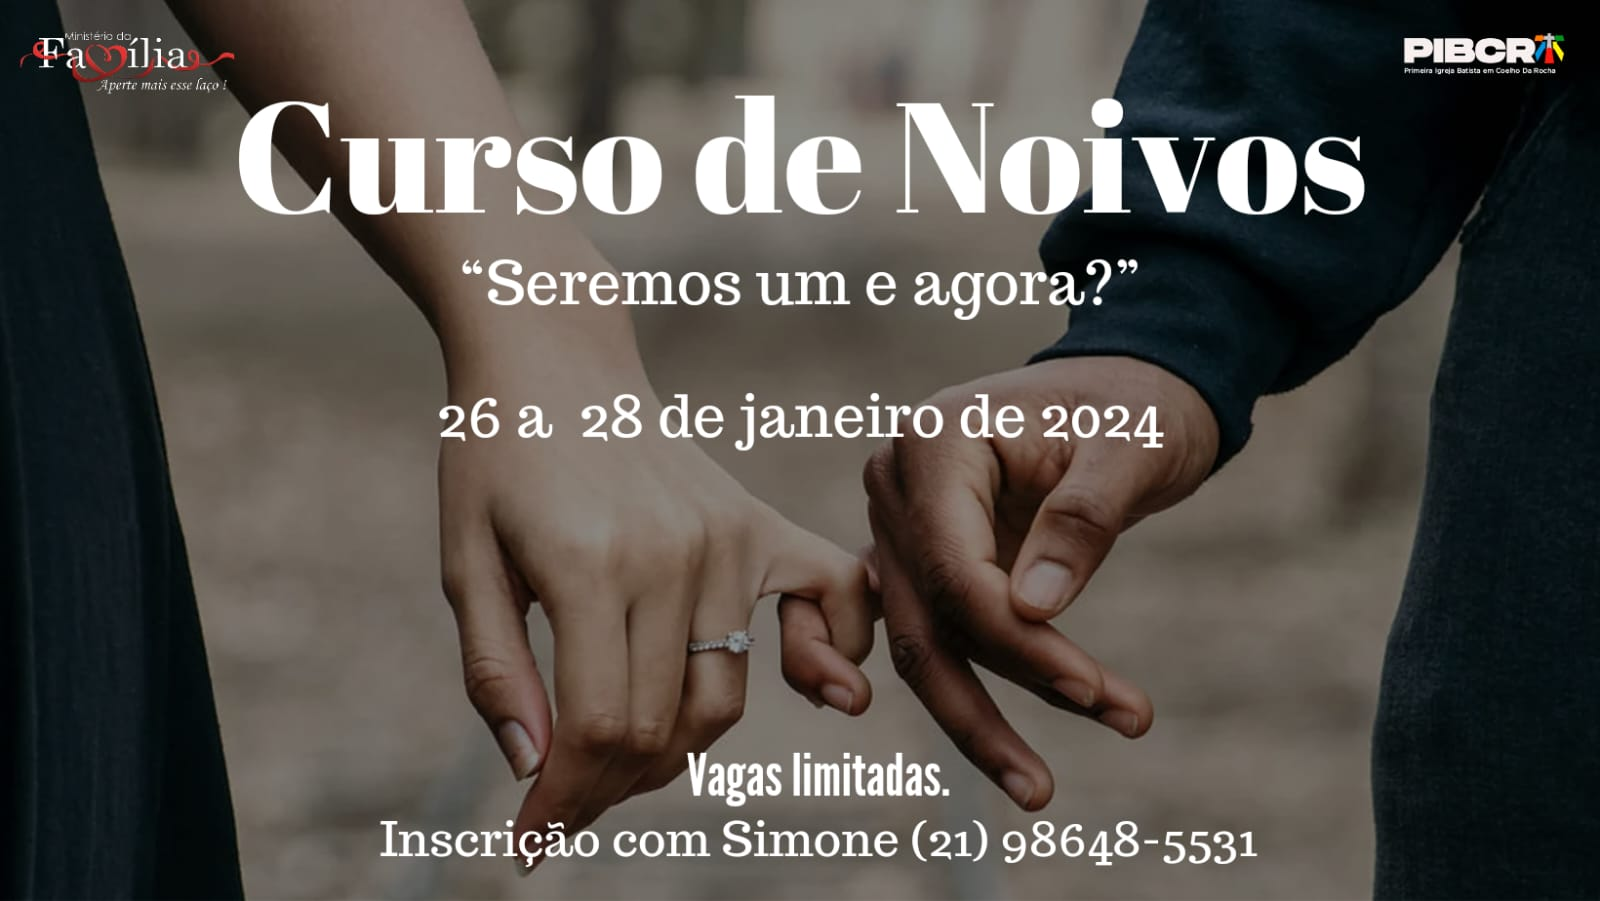 Ministério da
Família
Aperte mais esse laço !
PIBCR
Primeira Igreja Batista em Coelho Da Rocha
Curso de Noivos
“Seremos um e agora?”
26 a 28 de janeiro de 2024
Vagas limitadas.
Inscrição com Simone (21) 98648-5531